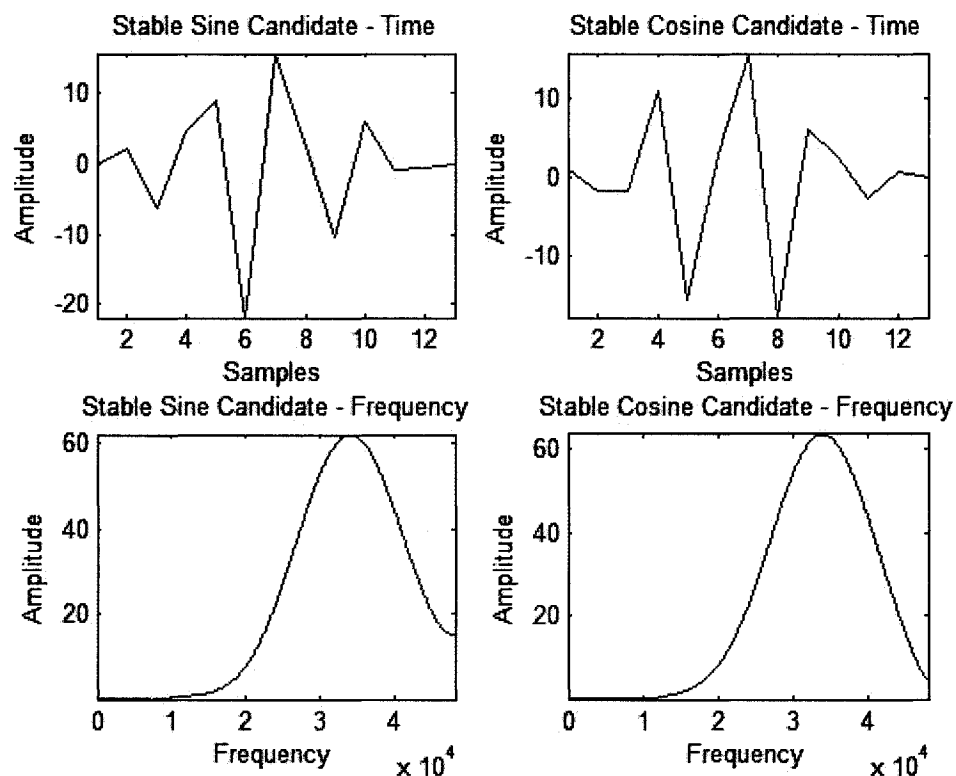 Stable Sine Candidate - Time
Amplitude
10
0
-10
-20
2 4 6 8 10 12
Samples
Stable Cosine Candidate - Time
Amplitude
10
0
-10
2 4 6 8 10 12
Samples
Stable Sine Candidate - Frequency
Amplitude
60
40
20
0 1 2 3 4
Frequency
x 10^4
Stable Cosine Candidate - Frequency
Amplitude
60
40
20
0 1 2 3 4
Frequency
x 10^4